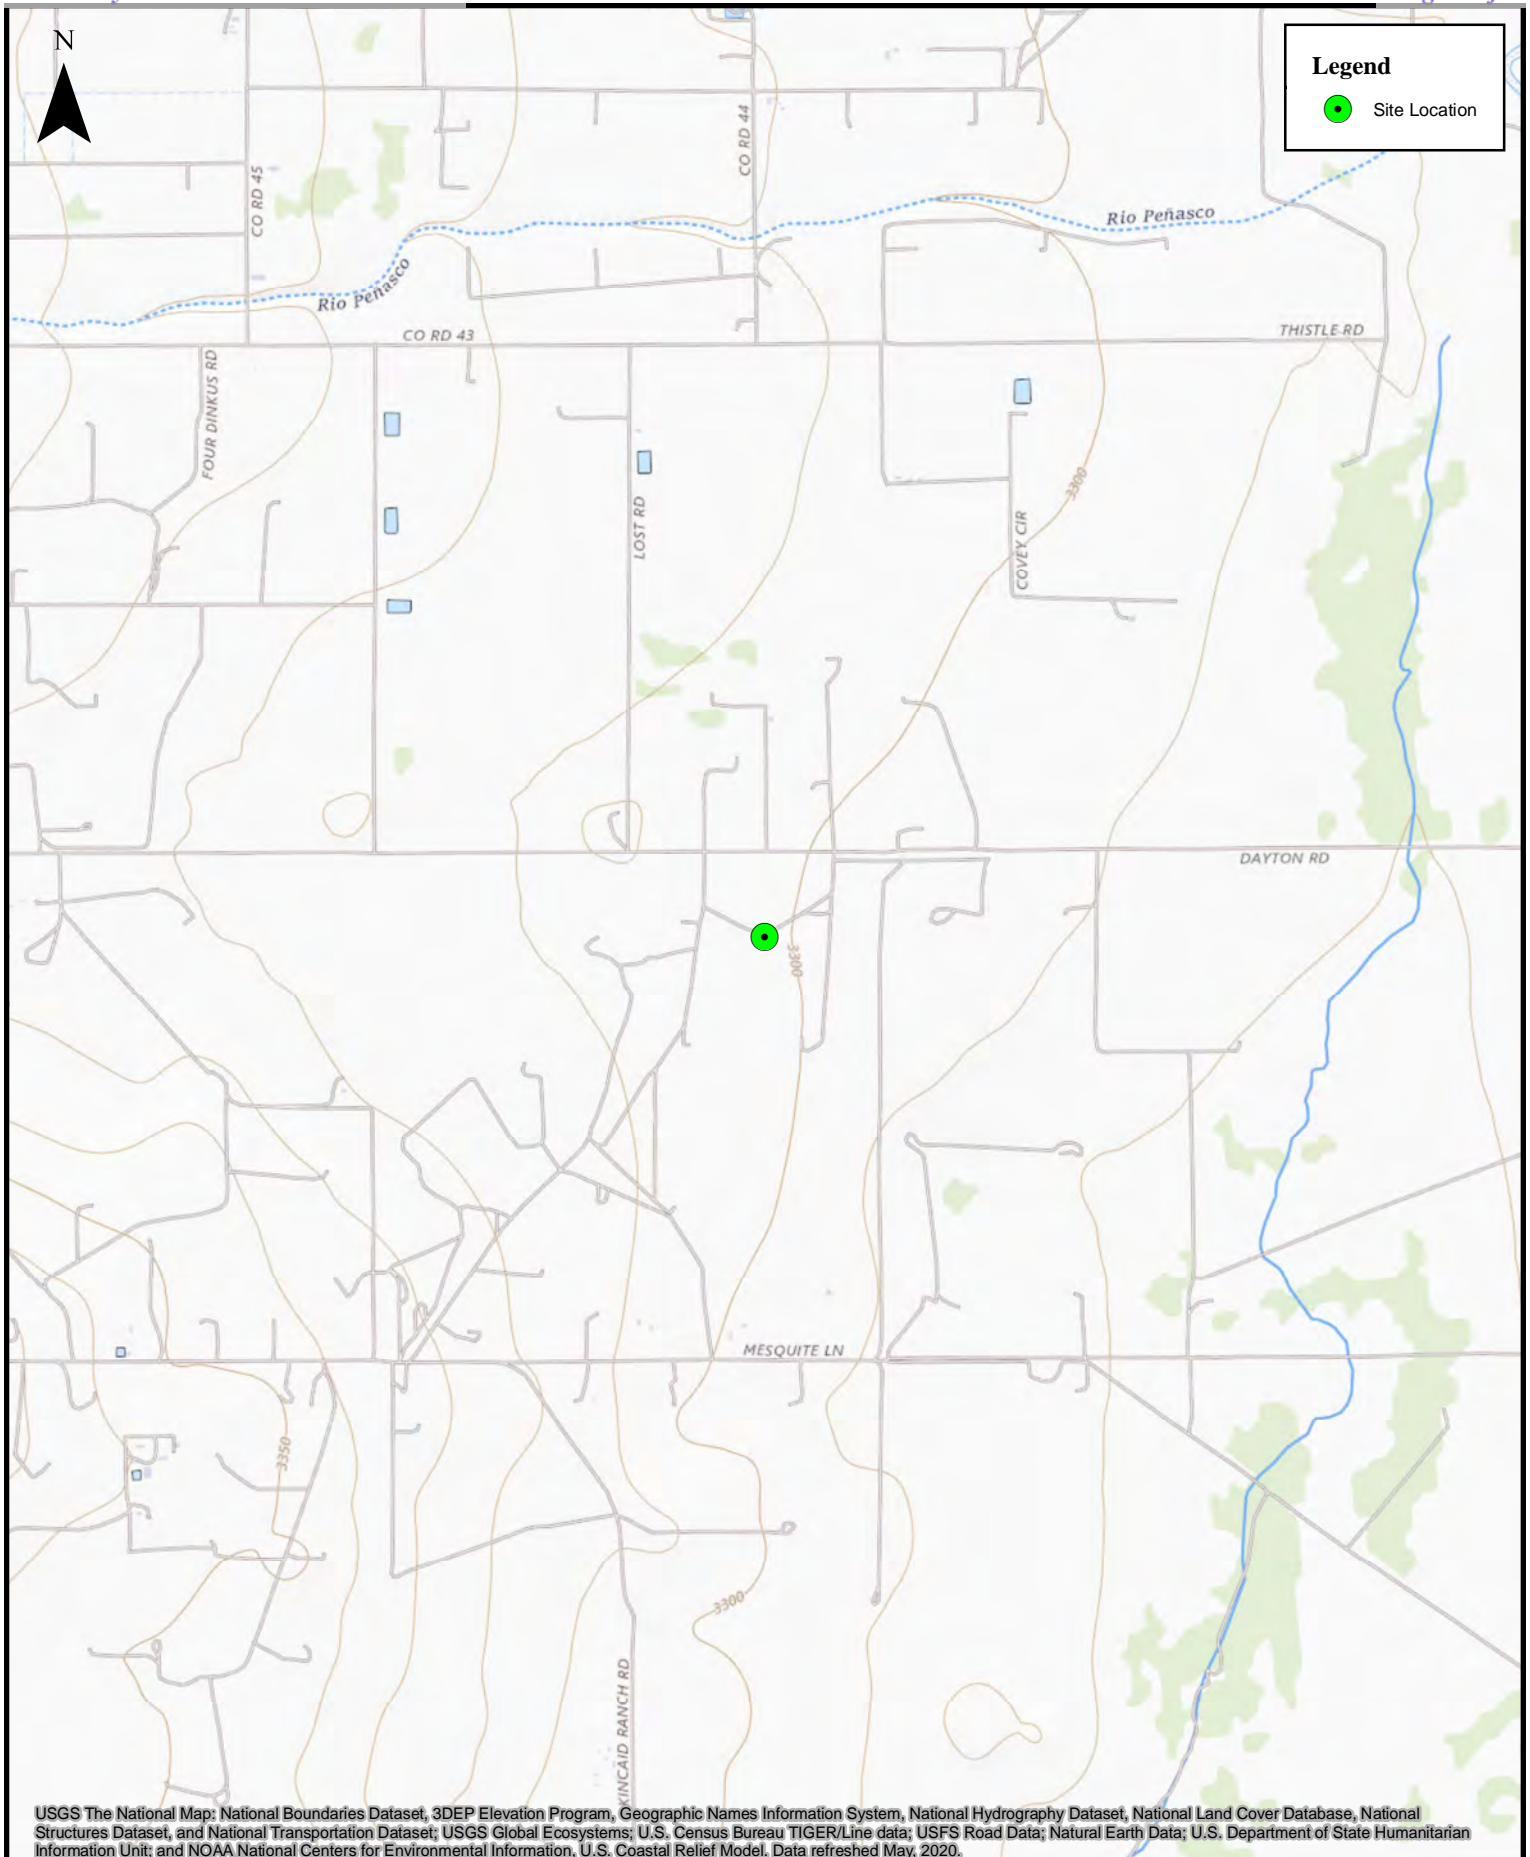 N
Legend
Site Location
CO RD 44
CO RD 45
Rio Peñasco
Rio Peñasco
CO RD 43
THISTLE RD
FOUR DINKUS RD
3300
LOST RD
COVEY CIR
DAYTON RD
3300
MESQUITE LN
3350
3300
KINCAID RANCH RD
USGS The National Map: National Boundaries Dataset, 3DEP Elevation Program, Geographic Names Information System, National Hydrography Dataset, National Land Cover Database, National
Structures Dataset, and National Transportation Dataset; USGS Global Ecosystems; U.S. Census Bureau TIGER/Line data; USFS Road Data; Natural Earth Data; U.S. Department of State Humanitarian
Information Unit; and NOAA National Centers for Environmental Information, U.S. Coastal Relief Model. Data refreshed May, 2020.